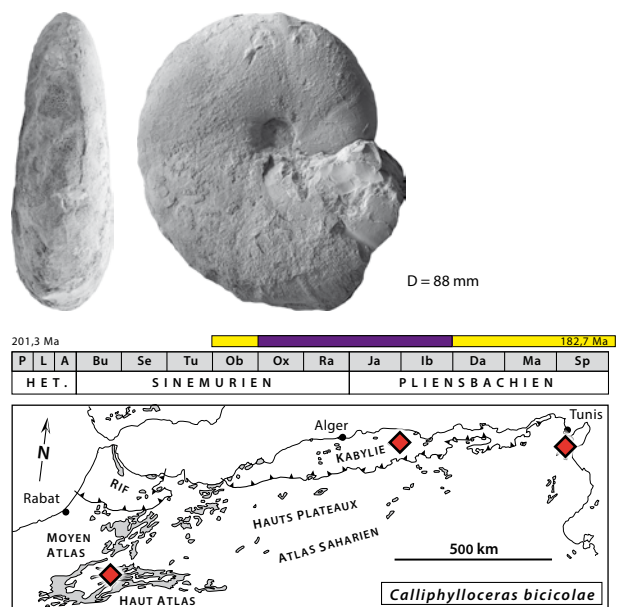 D = 88 mm
201,3 Ma
182,7 Ma
P L A Bu Se Tu Ob Ox Ra Ja Ib Da Ma Sp
HET. SINEMURIEN PLIENSBACHIEN
Tunis
Alger
N
KABYLIE
RIF
Rabat
HAUTS PLATEAUX
MOYEN
ATLAS
ATLAS SAHARIEN
500 km
HAUT ATLAS
Calliphylloceras bicicolae